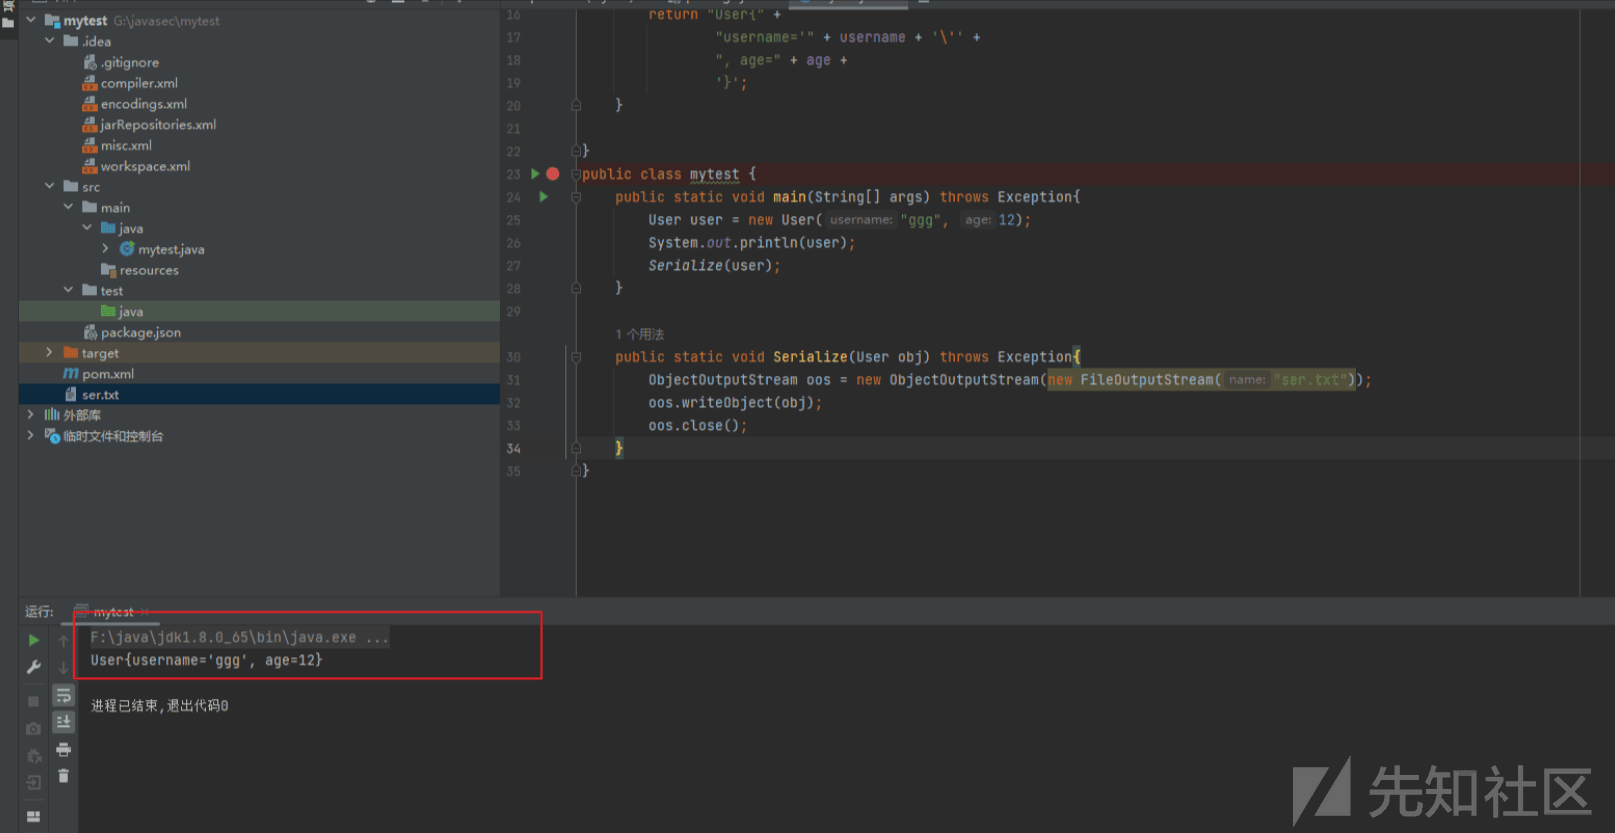 mytest G:\javasec\mytest
.idea
.gitignore
compiler.xml
encodings.xml
jarRepositories.xml
misc.xml
workspace.xml
src
main
java
mytest.java
resources
test
java
package.json
target
pom.xml
ser.txt
外部库
临时文件和控制台
16 return "User{" +
17 "username='" + username + '\'' +
18 ", age=" + age +
19 '}';
20 }
21
22 }
23 public class mytest {
24 public static void main(String[] args) throws Exception{
25 User user = new User( username: "ggg", age: 12);
26 System.out.println(user);
27 Serialize(user);
28 }
29
1 个用法
30 public static void Serialize(User obj) throws Exception{
31 ObjectOutputStream oos = new ObjectOutputStream(new FileOutputStream( name: "ser.txt"));
32 oos.writeObject(obj);
33 oos.close();
34 }
35 }
运行: mytest ×
F:\java\jdk1.8.0_65\bin\java.exe ...
User{username='ggg', age=12}
进程已结束,退出代码0
先知社区